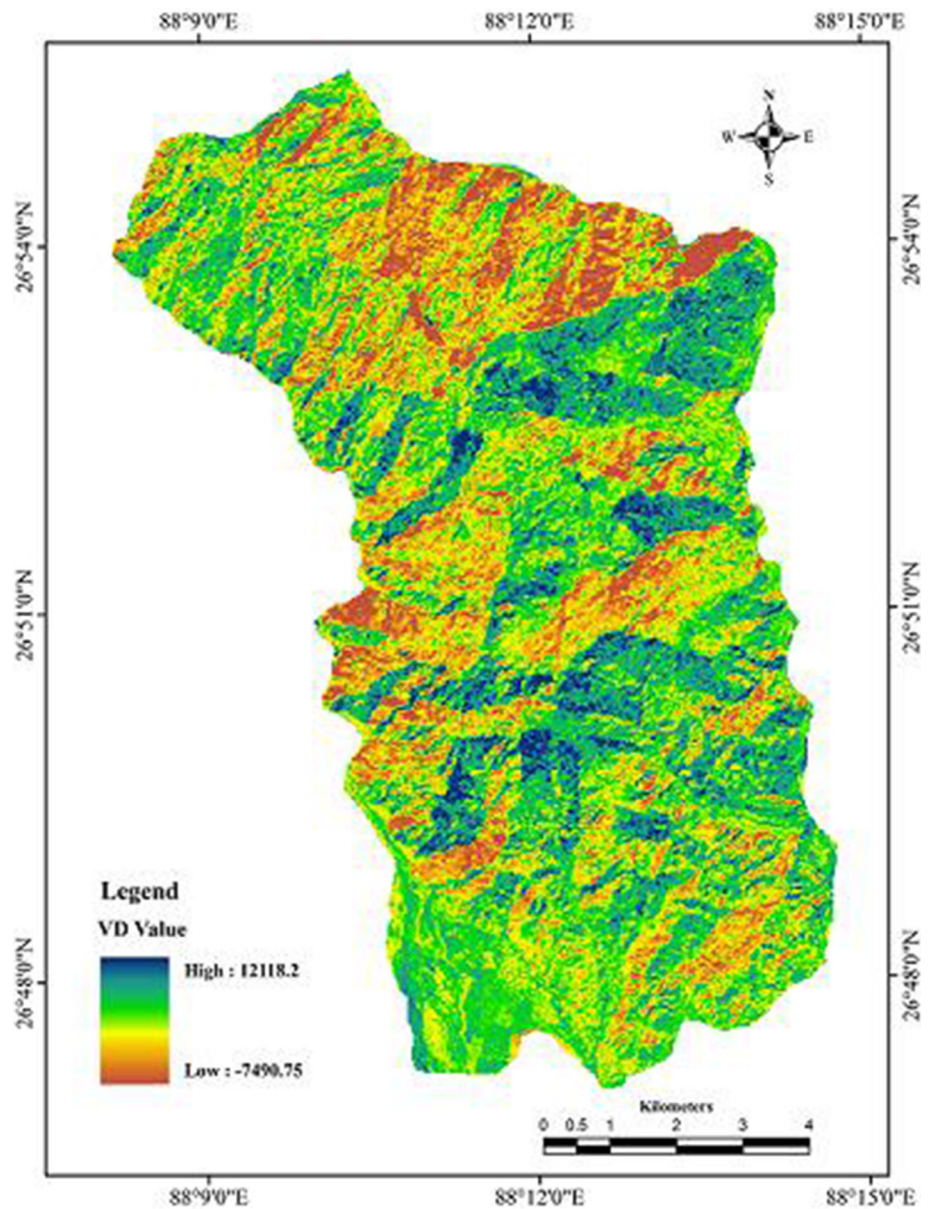 88°9'0"E 88°12'0"E 88°15'0"E
N
W E
S
26°54'0"N 26°54'0"N
26°51'0"N 26°51'0"N
Legend
VD Value
High : 12118.2
Low : -7490.75
26°48'0"N 26°48'0"N
Kilometers
0 0.5 1 2 3 4
88°9'0"E 88°12'0"E 88°15'0"E